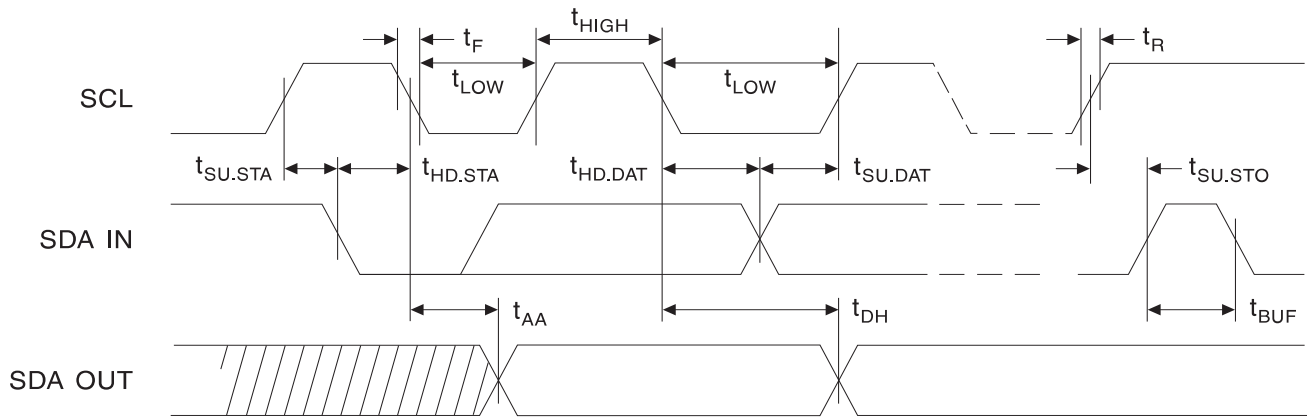 tHIGH
tF
tR
tLOW
tLOW
SCL
tSU.STA
tHD.STA
tHD.DAT
tSU.DAT
tSU.STO
SDA IN
tAA
tDH
tBUF
SDA OUT